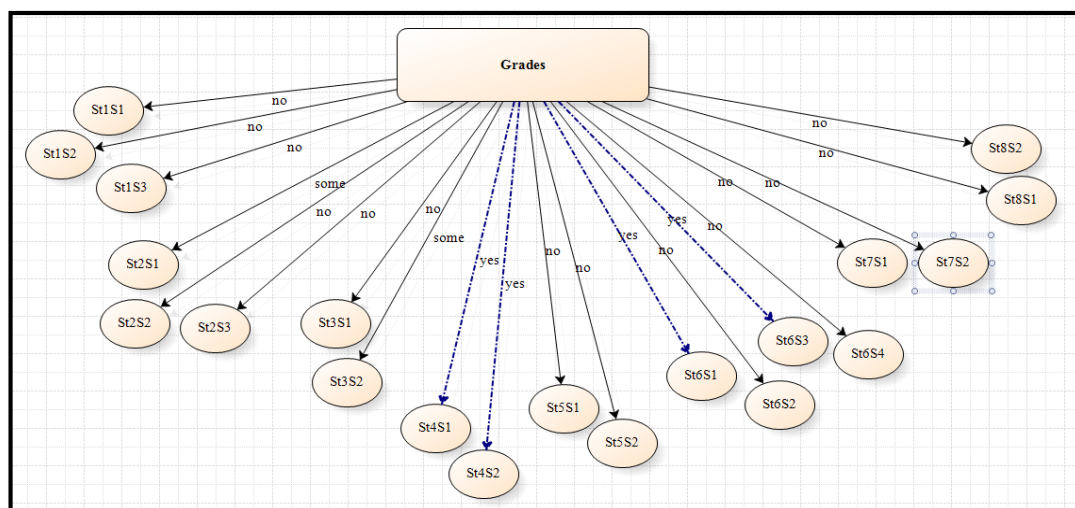 Grades
no
St1S1
no
St1S2
no
St1S3
some
St2S1
no
St2S2
no
St2S3
no
St3S1
some
St3S2
yes
St4S1
yes
St4S2
no
St5S1
no
St5S2
yes
St6S1
no
St6S2
yes
St6S3
no
St6S4
no
St7S1
no
St7S2
no
St8S2
no
St8S1